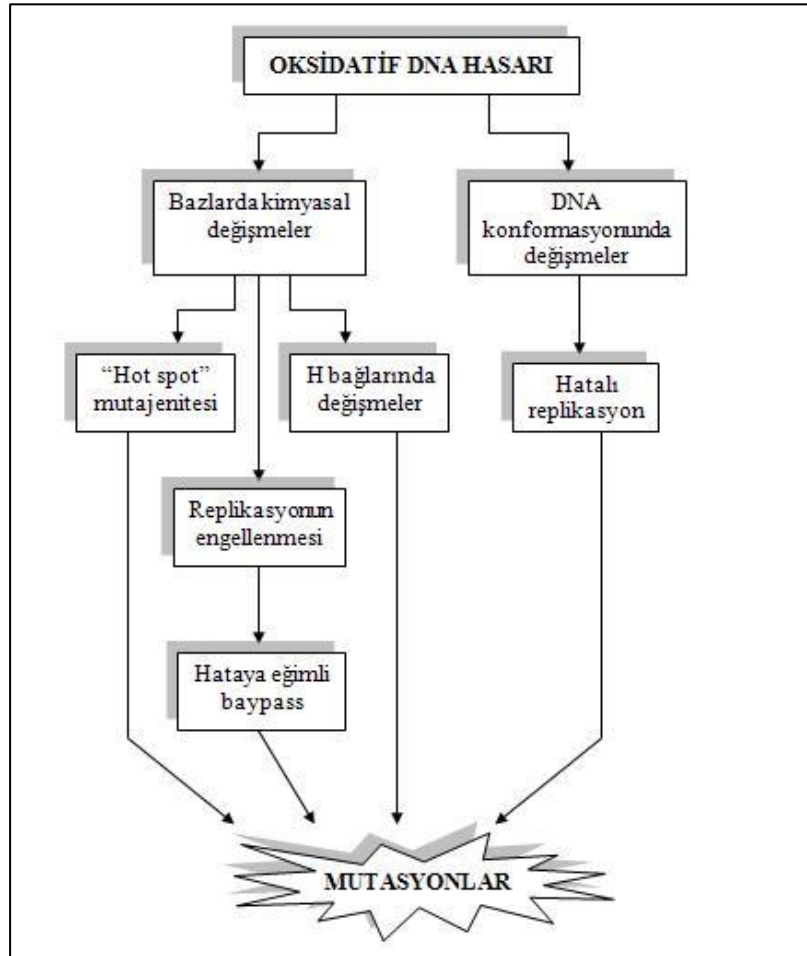 OKSİDATİF DNA HASARI
Bazlarda kimyasal
değişmeler
DNA
konformasyonunda
değişmeler
“Hot spot”
mutajenitesi
H bağlarında
değişmeler
Hatalı
replikasyon
Replikasyonun
engellenmesi
Hataya eğimli
baypass
MUTASYONLAR